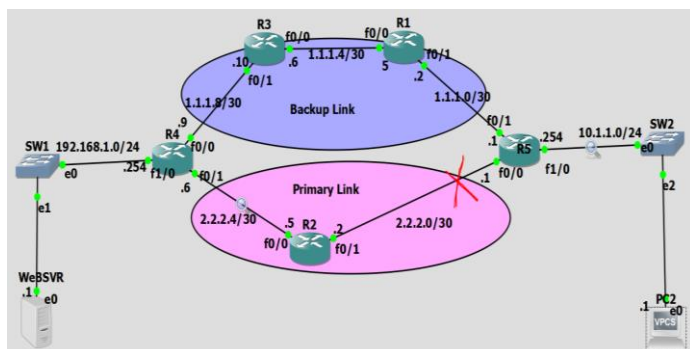 R3
f0/0
f0/0
R1
.10
.6
1.1.1.4/30
5
f0/1
f0/1
.2
1.1.1.8/30
1.1.1.0/30
Backup Link
.9
f0/1
SW2
R4
192.168.1.0/24
f0/0
.1
R5
.254
10.1.1.0/24
SW1
e0
.254
f1/0
f0/1
.6
Primary Link
f0/0
f1/0
e0
.1
e2
e1
2.2.2.4/30
.5
R2
.2
2.2.2.0/30
f0/0
f0/1
WeBSVR
.1
e0
.1
PC2
e0
VPCS